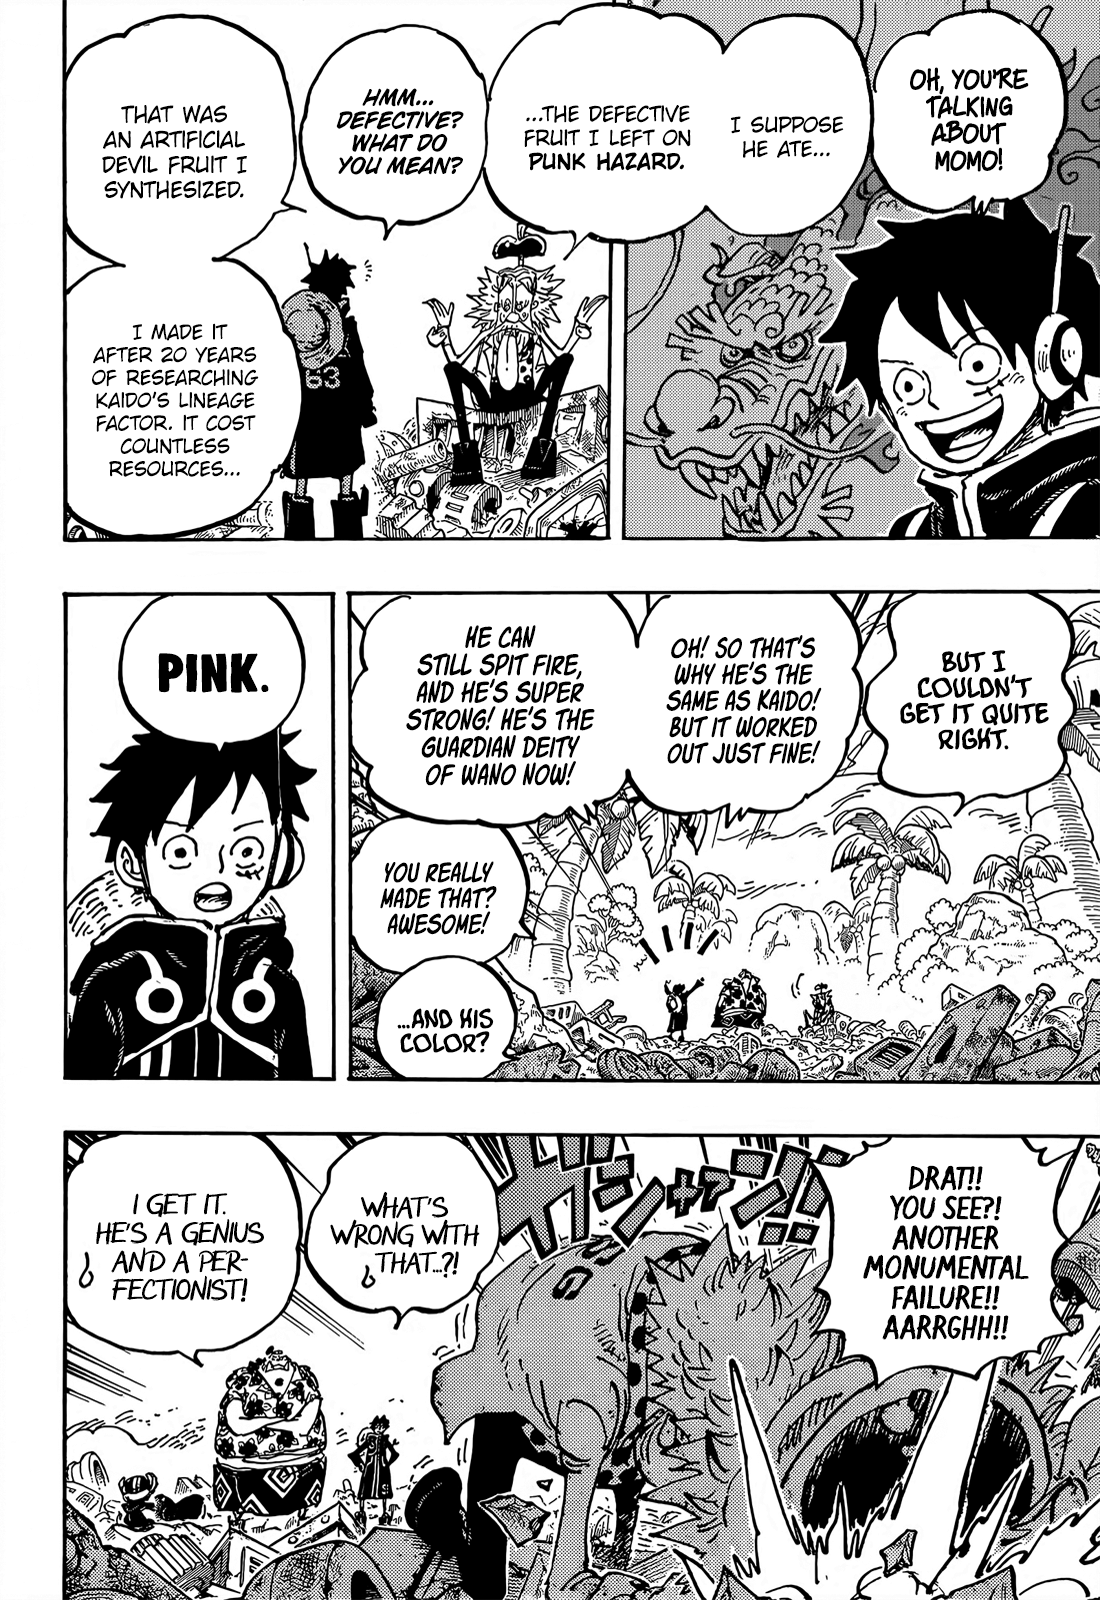 OH, YOU'RE
TALKING
ABOUT
MOMO!
I SUPPOSE
HE ATE...
...THE DEFECTIVE
FRUIT I LEFT ON
PUNK HAZARD.
HMM...
DEFECTIVE?
WHAT DO
YOU MEAN?
THAT WAS
AN ARTIFICIAL
DEVIL FRUIT I
SYNTHESIZED.
I MADE IT
AFTER 20 YEARS
OF RESEARCHING
KAIDO'S LINEAGE
FACTOR. IT COST
COUNTLESS
RESOURCES...
63
BUT I
COULDN'T
GET IT QUITE
RIGHT.
OH! SO THAT'S
WHY HE'S THE
SAME AS KAIDO!
BUT IT WORKED
OUT JUST FINE!
HE CAN
STILL SPIT FIRE,
AND HE'S SUPER
STRONG! HE'S THE
GUARDIAN DEITY
OF WANO NOW!
YOU REALLY
MADE THAT?
AWESOME!
...AND HIS
COLOR?
PINK.
DRAT!!
YOU SEE?!
ANOTHER
MONUMENTAL
FAILURE!!
AARRGHH!!
ガシャアン!!
WHAT'S
WRONG WITH
THAT...?!
I GET IT.
HE'S A GENIUS
AND A PER-
FECTIONIST!